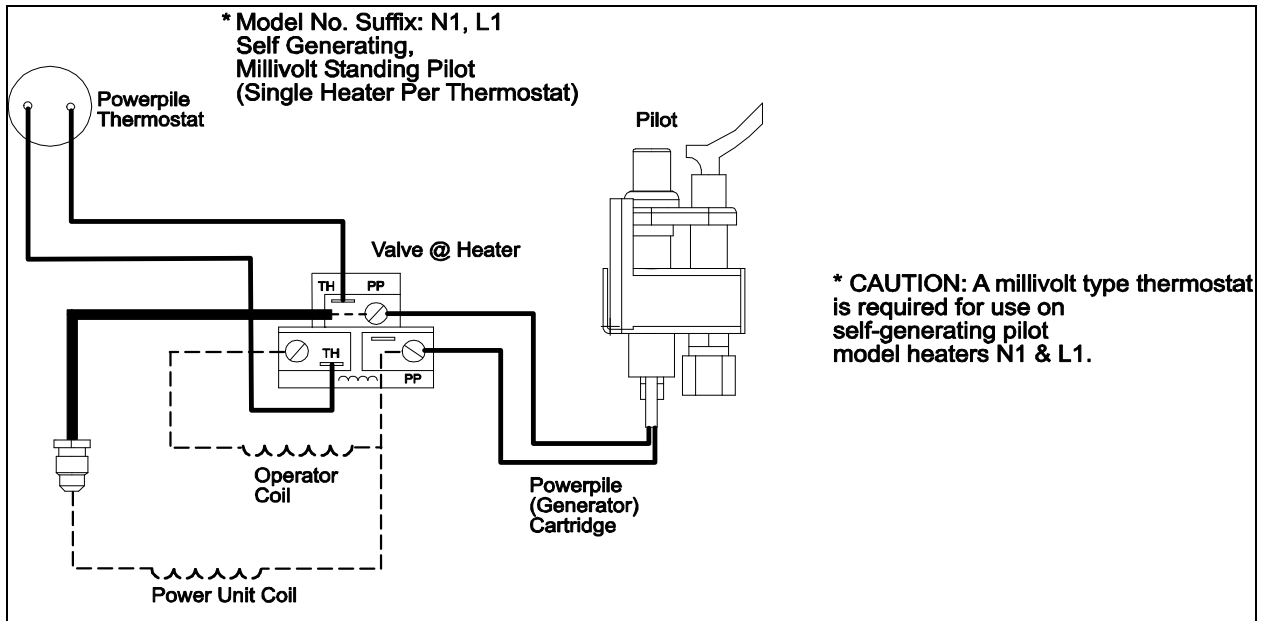 * Model No. Suffix: N1, L1
Self Generating,
Millivolt Standing Pilot
(Single Heater Per Thermostat)
Powerpile
Thermostat
Pilot
Valve @ Heater
TH PP
TH
PP
* CAUTION: A millivolt type thermostat
is required for use on
self-generating pilot
model heaters N1 & L1.
Operator
Coil
Powerpile
(Generator)
Cartridge
Power Unit Coil